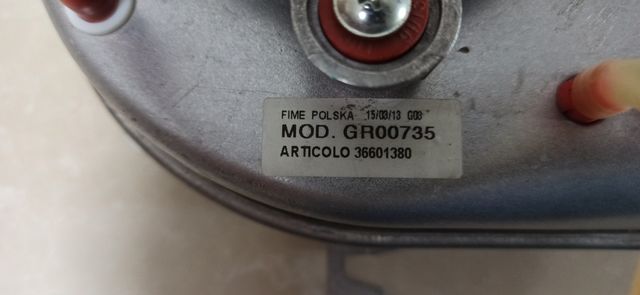 FIME POLSKA 15/03/13 G03
MOD. GR00735
ARTICOLO 36601380